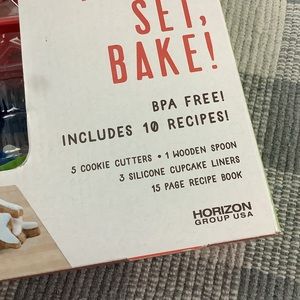 SET,
BAKE!
BPA FREE!
INCLUDES 10 RECIPES!
5 COOKIE CUTTERS • 1 WOODEN SPOON
3 SILICONE CUPCAKE LINERS
15 PAGE RECIPE BOOK
HORIZON
GROUP USA